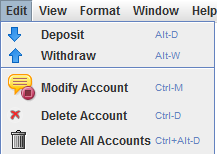 Edit View Format Window Help
Deposit Alt-D
Withdraw Alt-W
Modify Account Ctrl-M
Delete Account Ctrl-D
Delete All Accounts Ctrl+Alt-D